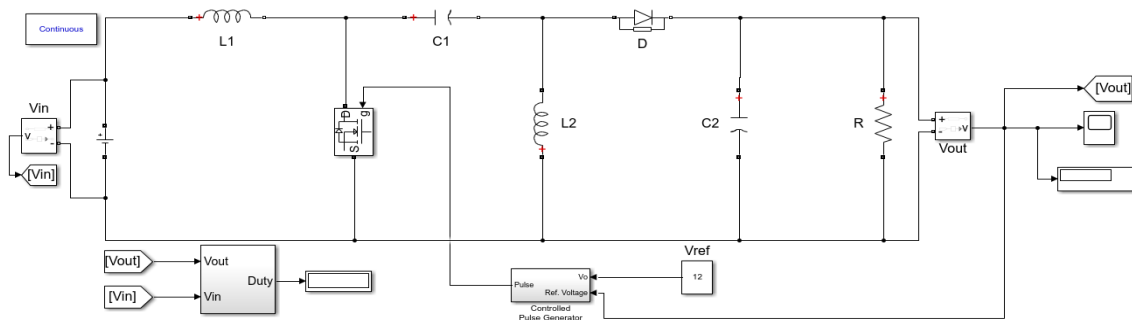 Continuous
L1
C1
D
Vin
+
v
-
[Vin]
D
g
S
L2
C2
R
+
v
-
Vout
[Vout]
[Vout]
[Vin]
Vout
Vin
Duty
Pulse
Vo
Ref. Voltage
Controlled
Pulse Generator
Vref
12